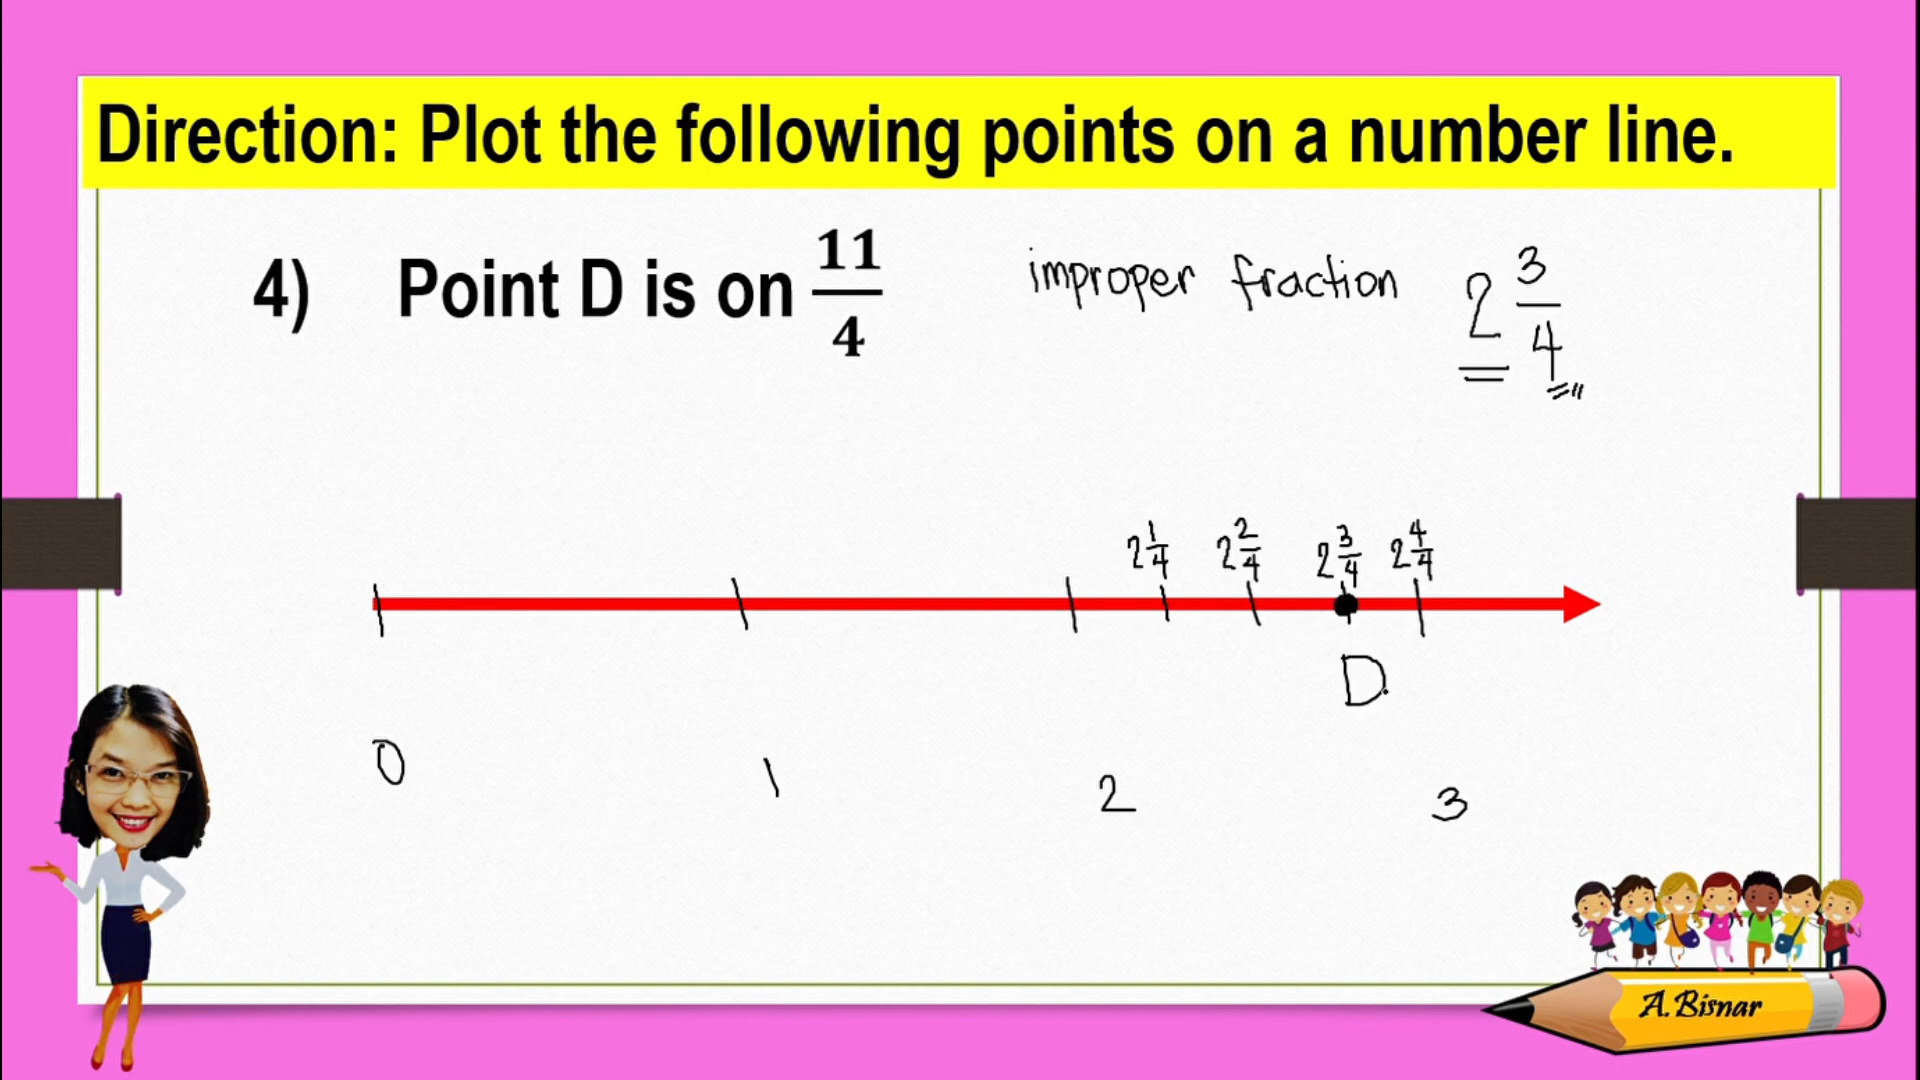 Direction: Plot the following points on a number line.
4) Point D is on 11/4 improper fraction 2 3/4
2 1/4 2 2/4 2 3/4 2 4/4
D.
0 1 2 3
A. Bisnar